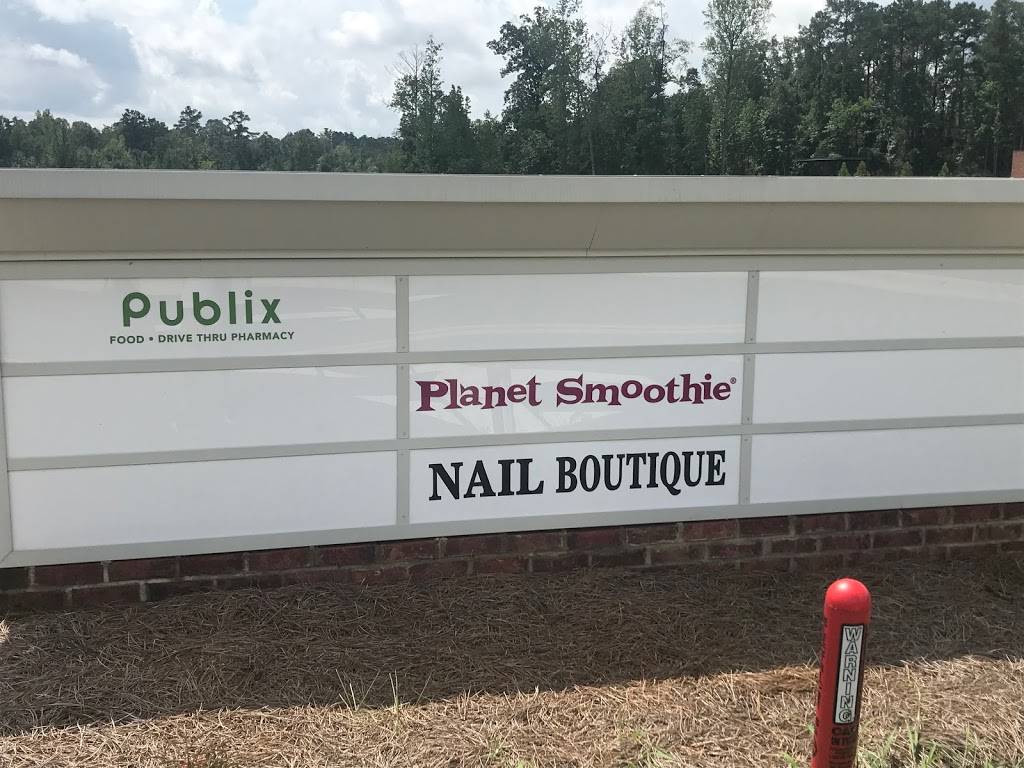 Publix
FOOD • DRIVE THRU PHARMACY
Planet Smoothie®
NAIL BOUTIQUE
WARNING